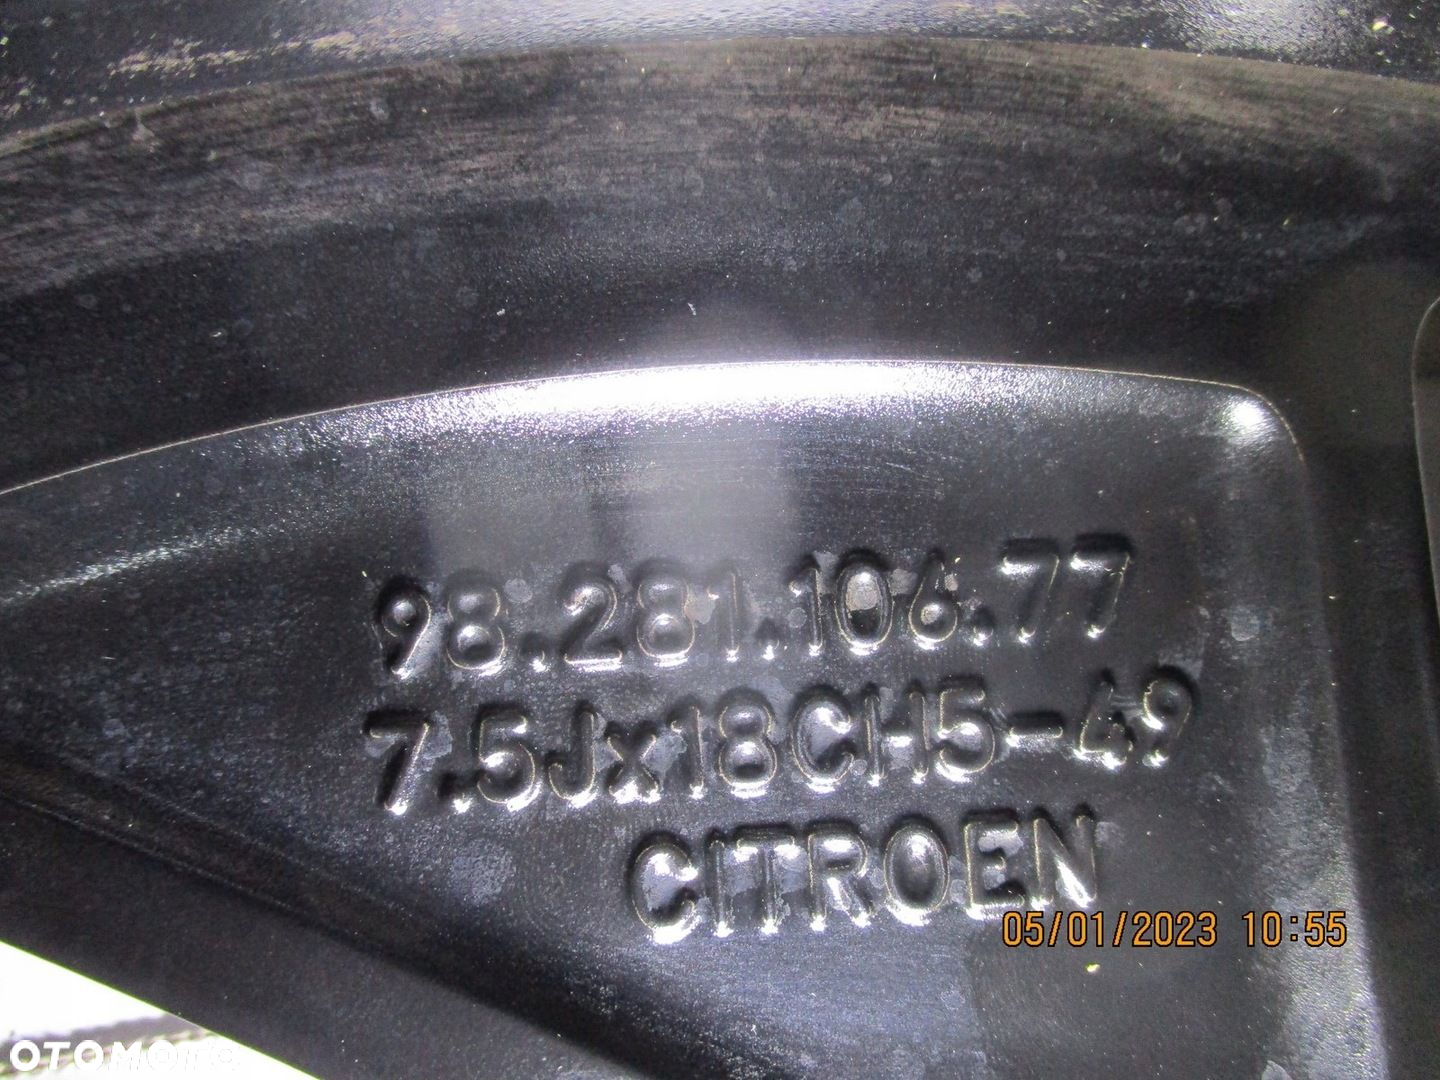 98.281.106.77
7.5Jx18CH5-49
CITROEN
05/01/2023 10:55
OTOMOTO